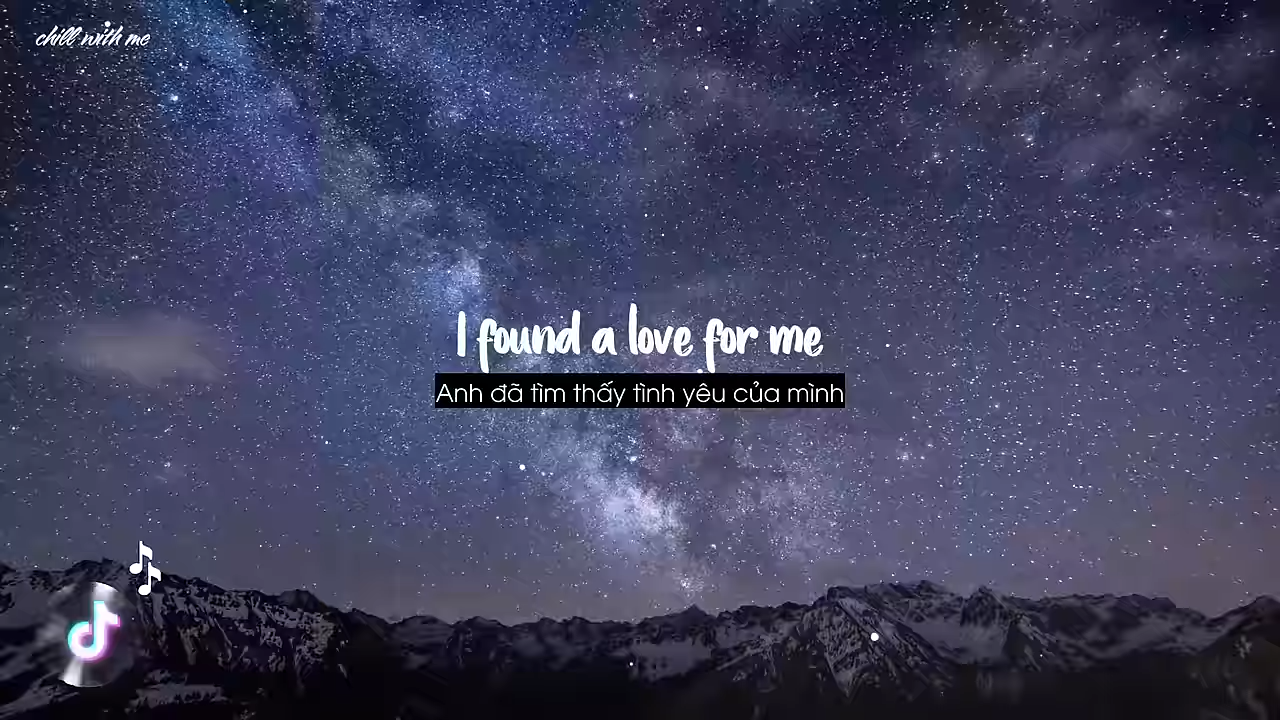 chill with me
I found a love for me
Anh đã tìm thấy tình yêu của mình